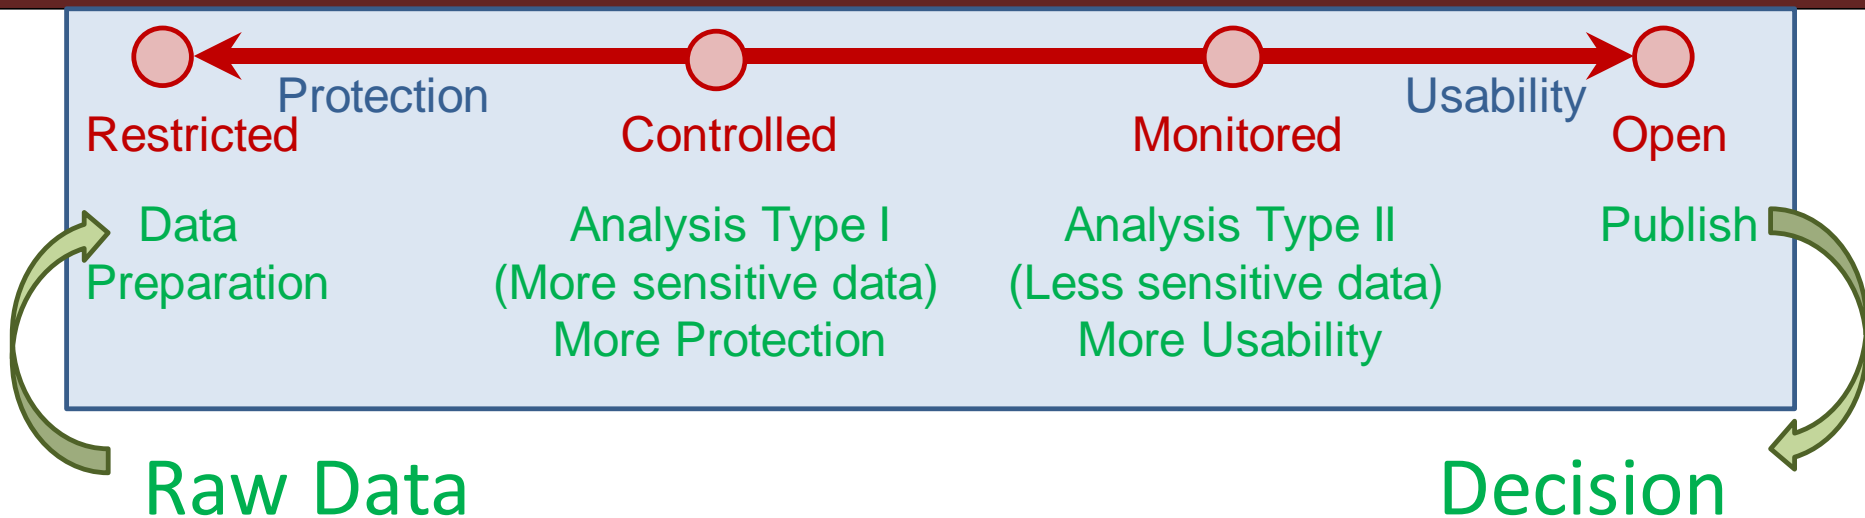 Protection
Usability
Restricted
Controlled
Monitored
Open
Data
Preparation
Analysis Type I
(More sensitive data)
More Protection
Analysis Type II
(Less sensitive data)
More Usability
Publish
Raw Data
Decision